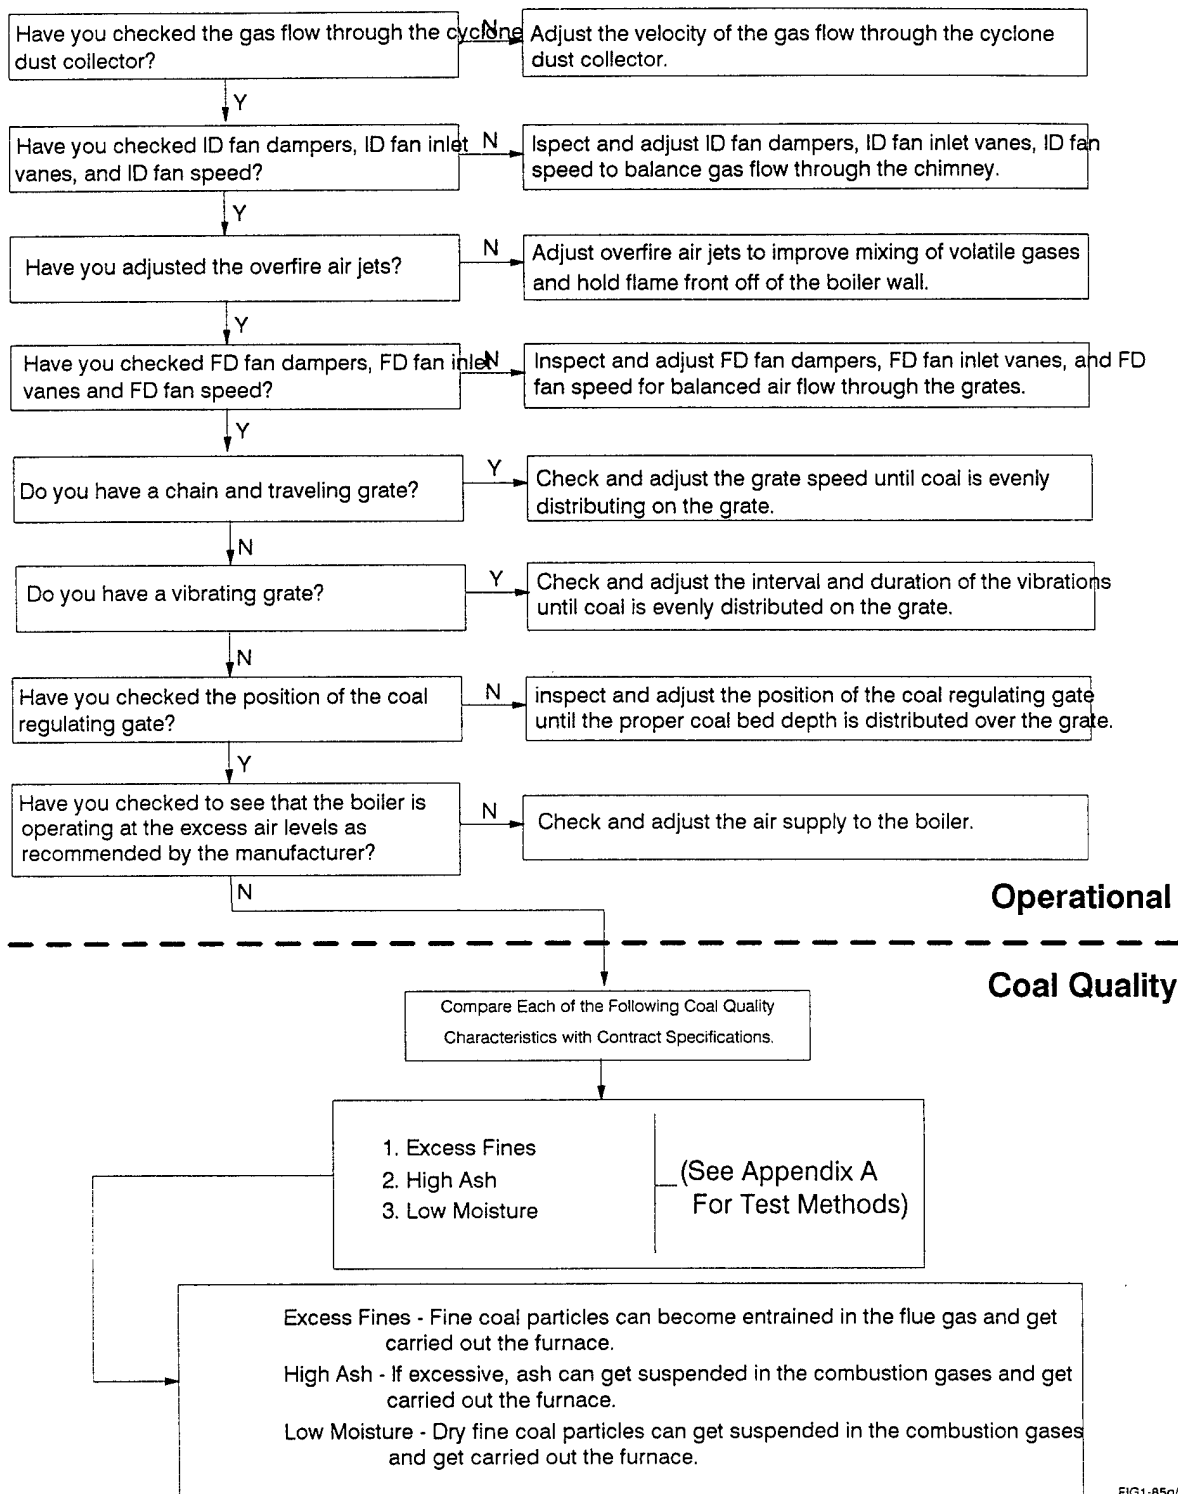 Have you checked the gas flow through the cyclone
dust collector?
N
Adjust the velocity of the gas flow through the cyclone
dust collector.
Y
Have you checked ID fan dampers, ID fan inlet
vanes, and ID fan speed?
N
Ispect and adjust ID fan dampers, ID fan inlet vanes, ID fan
speed to balance gas flow through the chimney.
Y
Have you adjusted the overfire air jets?
N
Adjust overfire air jets to improve mixing of volatile gases
and hold flame front off of the boiler wall.
Y
Have you checked FD fan dampers, FD fan inlet
vanes and FD fan speed?
N
Inspect and adjust FD fan dampers, FD fan inlet vanes, and FD
fan speed for balanced air flow through the grates.
Y
Do you have a chain and traveling grate?
Y
Check and adjust the grate speed until coal is evenly
distributing on the grate.
N
Do you have a vibrating grate?
Y
Check and adjust the interval and duration of the vibrations
until coal is evenly distributed on the grate.
N
Have you checked the position of the coal
regulating gate?
N
inspect and adjust the position of the coal regulating gate
until the proper coal bed depth is distributed over the grate.
Y
Have you checked to see that the boiler is
operating at the excess air levels as
recommended by the manufacturer?
N
Check and adjust the air supply to the boiler.
N
Operational
Coal Quality
Compare Each of the Following Coal Quality
Characteristics with Contract Specifications.
1. Excess Fines
2. High Ash
3. Low Moisture
(See Appendix A
For Test Methods)
Excess Fines - Fine coal particles can become entrained in the flue gas and get
carried out the furnace.
High Ash - If excessive, ash can get suspended in the combustion gases and get
carried out the furnace.
Low Moisture - Dry fine coal particles can get suspended in the combustion gases
and get carried out the furnace.